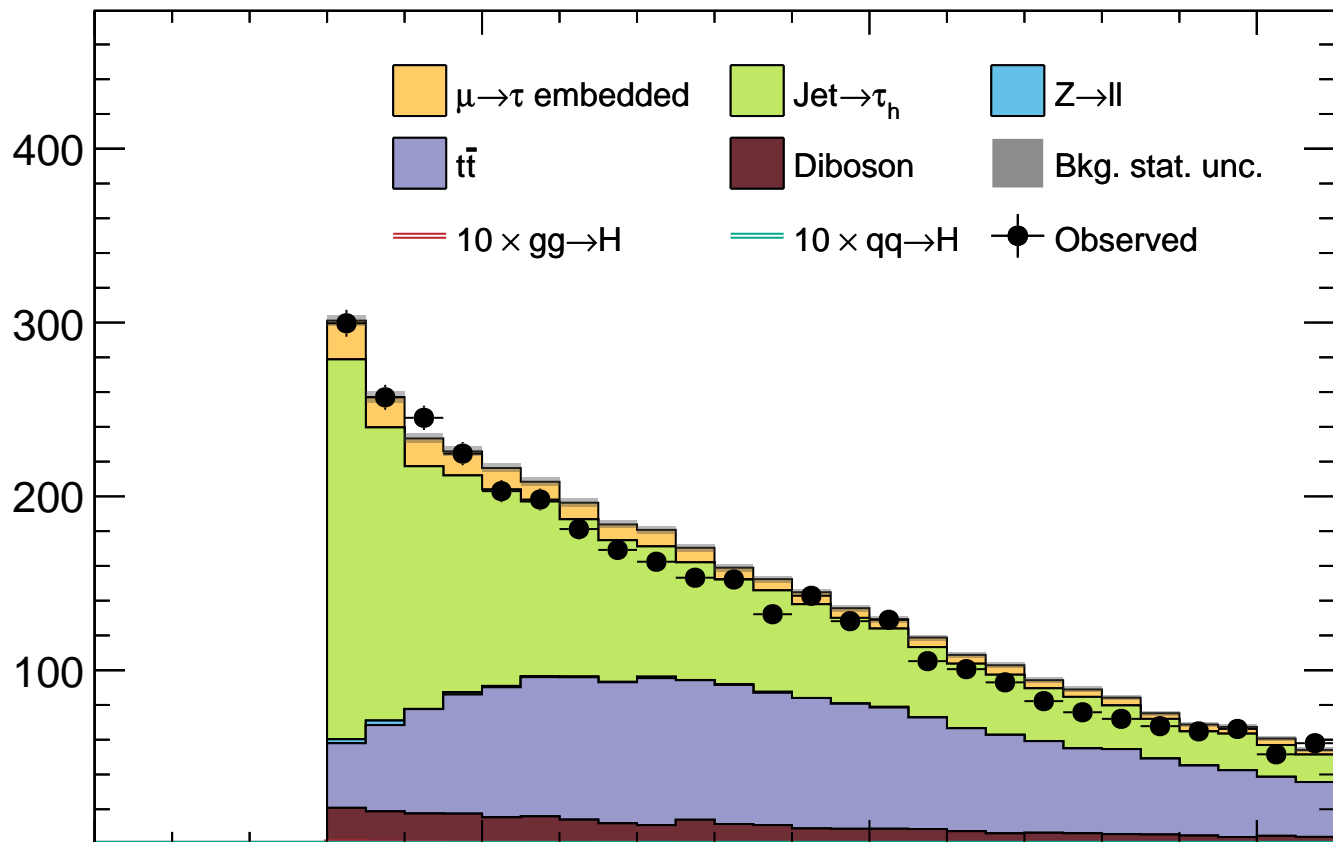 μ→τ embedded
Jet→τh
Z→ll
400
tt̄
Diboson
Bkg. stat. unc.
10 × gg→H
10 × qq→H
Observed
300
200
100